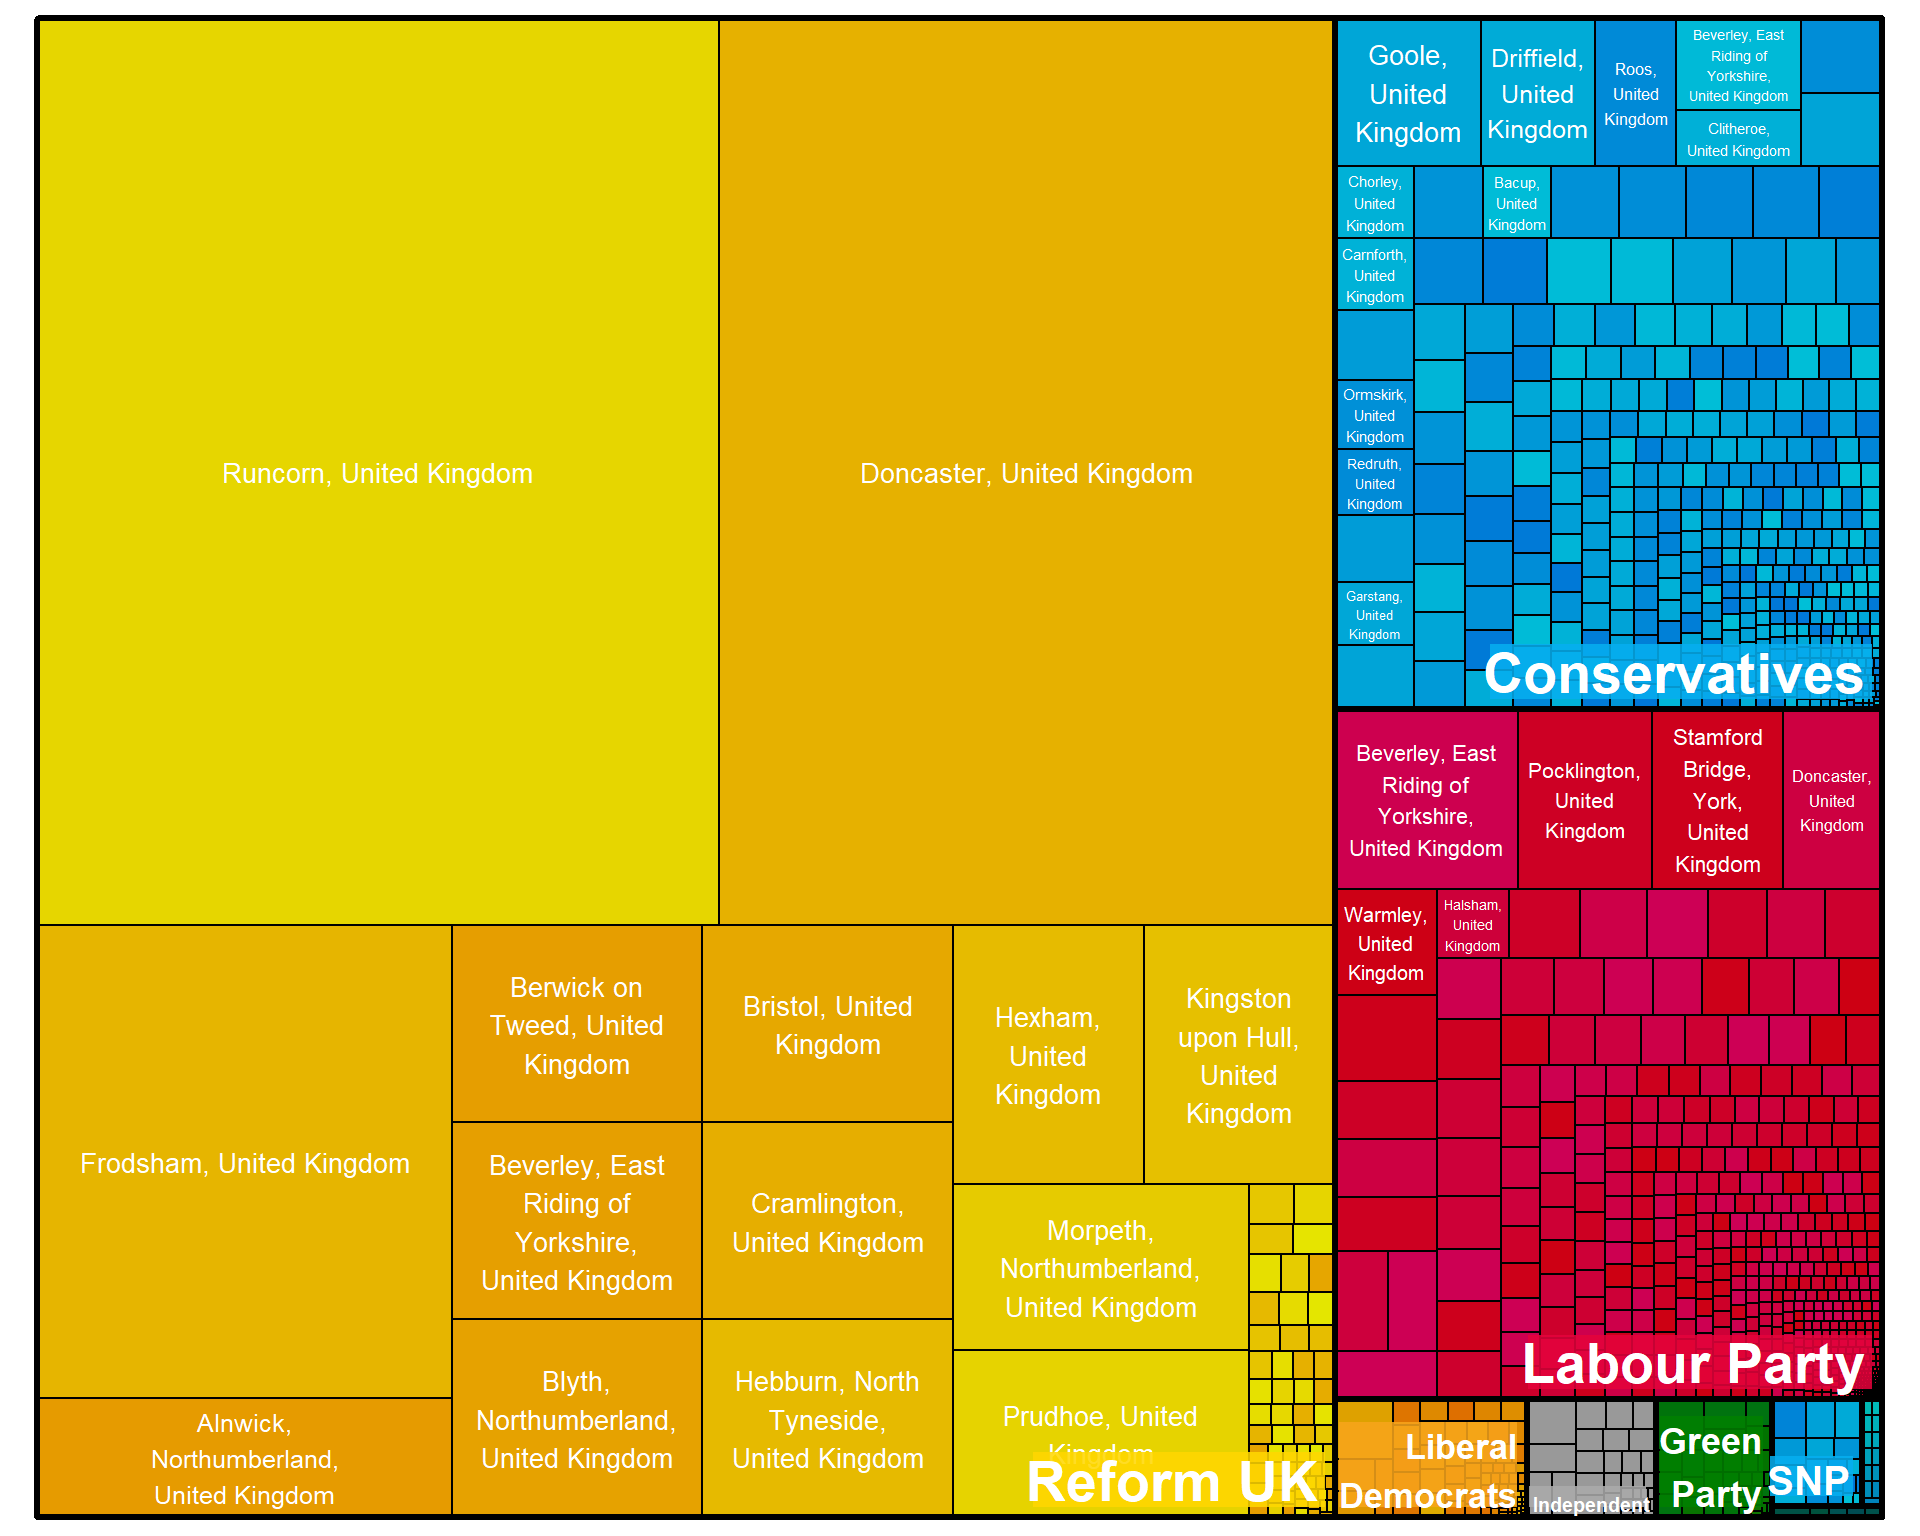 Runcorn, United Kingdom
Doncaster, United Kingdom
Frodsham, United Kingdom
Alnwick,
Northumberland,
United Kingdom
Berwick on
Tweed, United
Kingdom
Beverley, East
Riding of
Yorkshire,
United Kingdom
Blyth,
Northumberland,
United Kingdom
Bristol, United
Kingdom
Cramlington,
United Kingdom
Hebburn, North
Tyneside,
United Kingdom
Hexham,
United
Kingdom
Kingston
upon Hull,
United
Kingdom
Morpeth,
Northumberland,
United Kingdom
Prudhoe, United
Kingdom
Reform UK
Goole,
United
Kingdom
Driffield,
United
Kingdom
Roos,
United
Kingdom
Beverley, East
Riding of
Yorkshire,
United Kingdom
Clitheroe,
United Kingdom
Chorley,
United
Kingdom
Bacup,
United
Kingdom
Carnforth,
United
Kingdom
Ormskirk,
United
Kingdom
Redruth,
United
Kingdom
Garstang,
United
Kingdom
Conservatives
Beverley, East
Riding of
Yorkshire,
United Kingdom
Pocklington,
United
Kingdom
Stamford
Bridge,
York,
United
Kingdom
Doncaster,
United
Kingdom
Warmley,
United
Kingdom
Halsham,
United
Kingdom
Labour Party
Liberal
Democrats
Independent
Green
Party
SNP